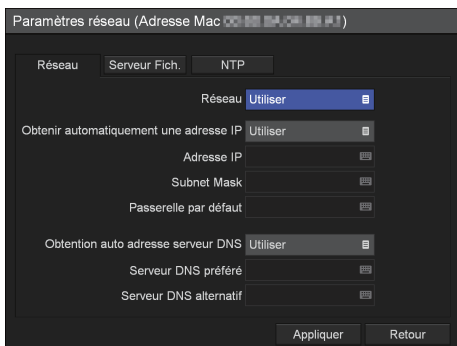 Paramètres réseau (Adresse Mac )
Réseau Serveur Fich. NTP
Réseau Utiliser
Obtenir automatiquement une adresse IP Utiliser
Adresse IP
Subnet Mask
Passerelle par défaut
Obtention auto adresse serveur DNS Utiliser
Serveur DNS préféré
Serveur DNS alternatif
Appliquer Retour